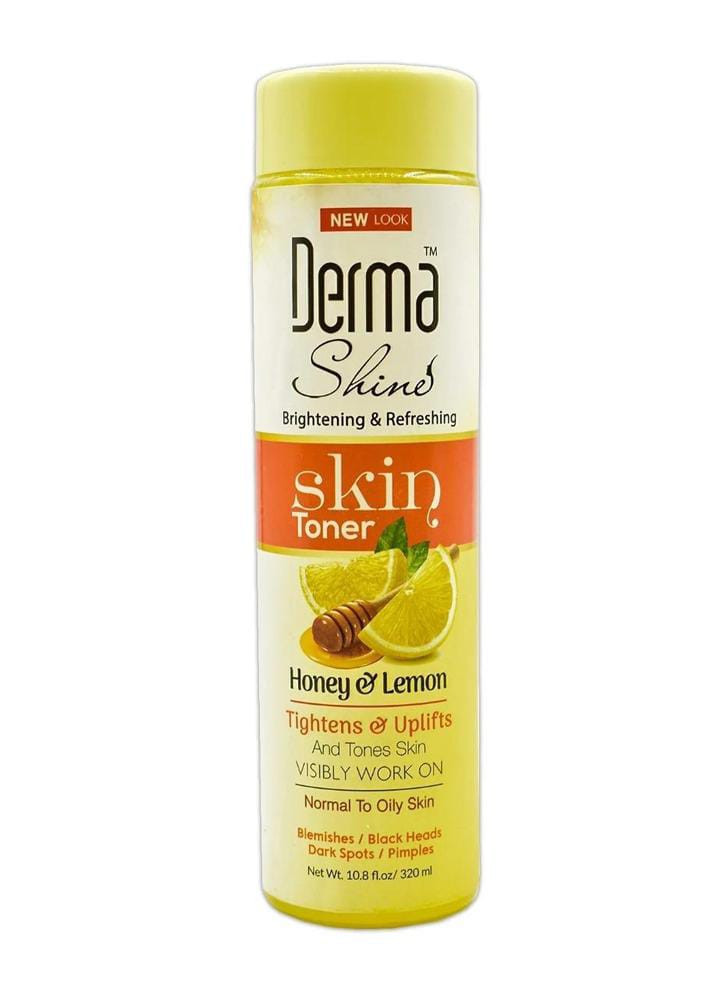 NEW LOOK
Derma™
Shine
Brightening & Refreshing
skin
Toner
Honey & Lemon
Tightens & Uplifts
And Tones Skin
VISIBLY WORK ON
Normal To Oily Skin
Blemishes / Black Heads
Dark Spots / Pimples
Net Wt. 10.8 fl.oz/ 320 ml